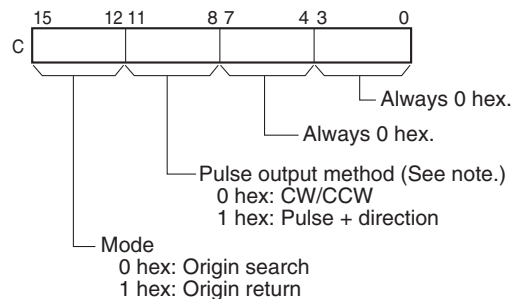 15 12 11 8 7 4 3 0
C
Always 0 hex.
Always 0 hex.
Pulse output method (See note.)
0 hex: CW/CCW
1 hex: Pulse + direction
Mode
0 hex: Origin search
1 hex: Origin return